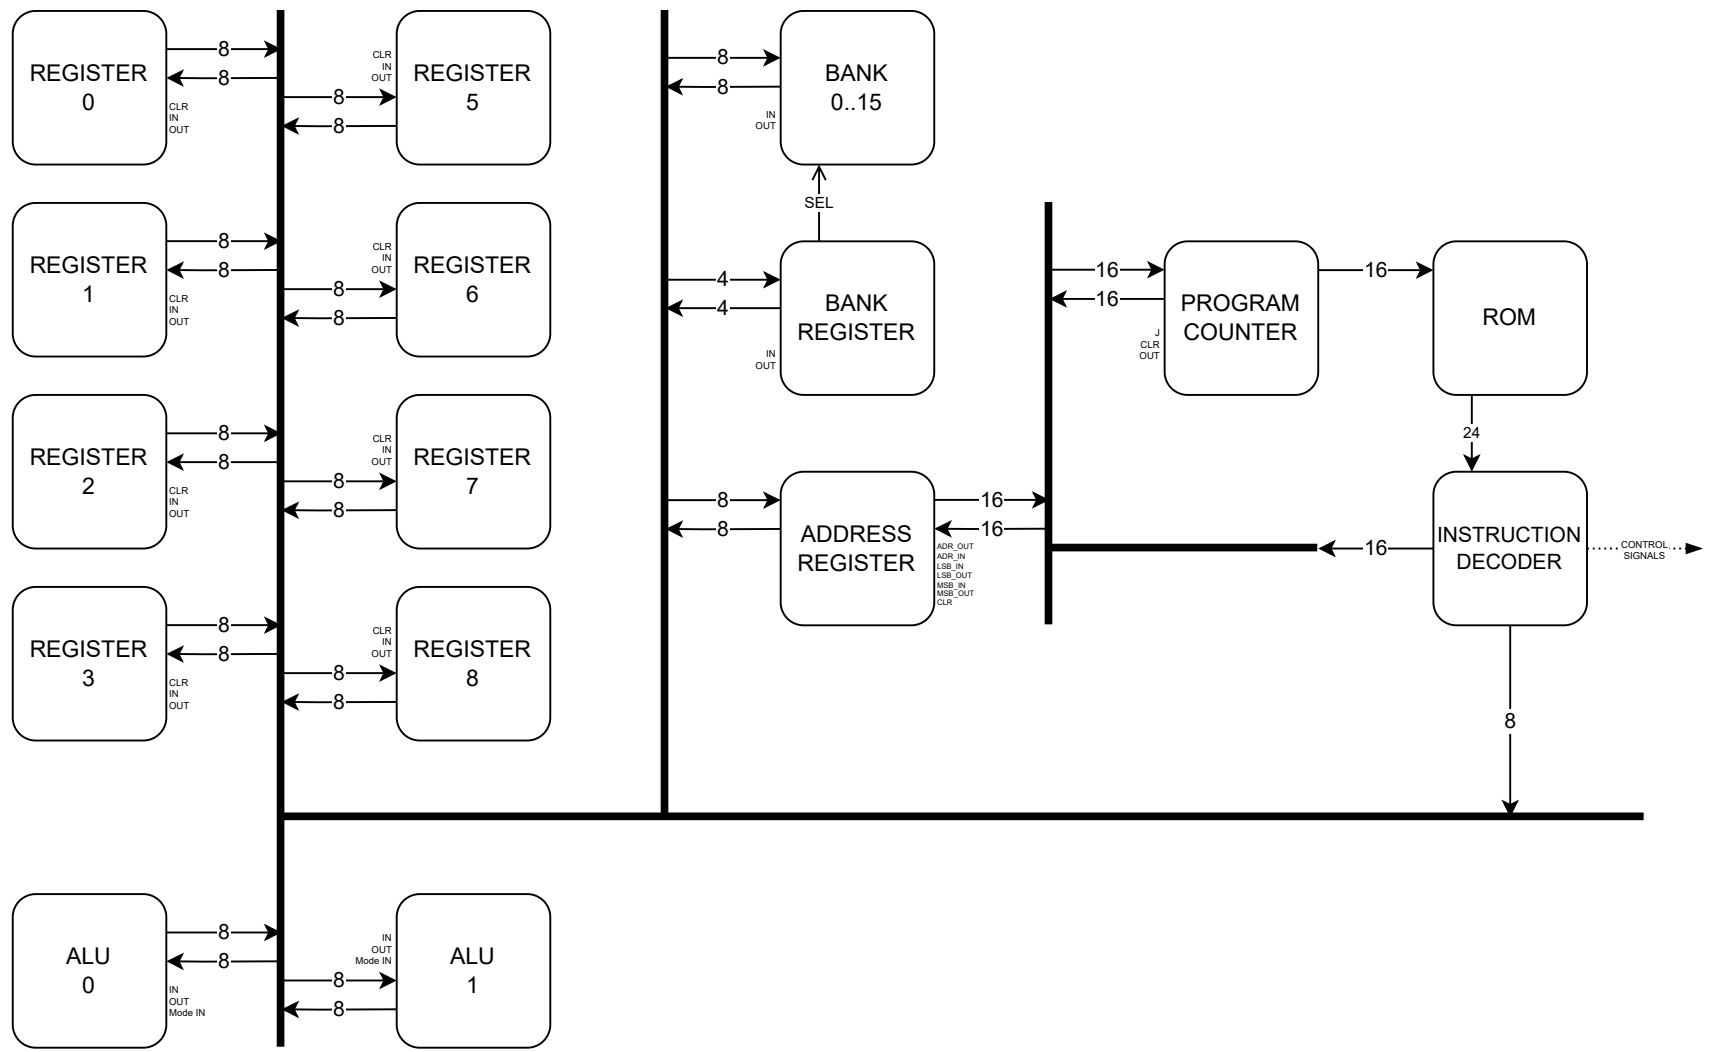 REGISTER
0
8
8
CLR
IN
OUT
REGISTER
5
8
8
CLR
IN
OUT
REGISTER
1
8
8
CLR
IN
OUT
REGISTER
6
8
8
CLR
IN
OUT
REGISTER
2
8
8
CLR
IN
OUT
REGISTER
7
8
8
CLR
IN
OUT
REGISTER
3
8
8
CLR
IN
OUT
REGISTER
8
8
8
CLR
IN
OUT
ALU
0
8
8
IN
OUT
Mode IN
ALU
1
8
8
IN
OUT
Mode IN
BANK
0..15
8
8
IN
OUT
SEL
BANK
REGISTER
4
4
IN
OUT
ADDRESS
REGISTER
8
8
16
16
ADR_OUT
ADR_IN
LSB_IN
LSB_OUT
MSB_IN
MSB_OUT
CLR
PROGRAM
COUNTER
16
16
J
CLR
OUT
16
ROM
24
INSTRUCTION
DECODER
16
CONTROL
SIGNALS
8